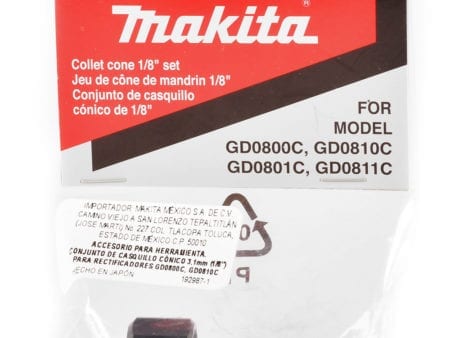 makita
Collet cone 1/8" set
Jeu de cône de mandrin 1/8"
Conjunto de casquillo
cónico de 1/8"
FOR
MODEL
GD0800C, GD0810C
GD0801C, GD0811C
IMPORTADOR: MAKITA MÉXICO S.A. DE C.V.
CAMINO VIEJO A SAN LORENZO TEPALTITLÁN
(JOSE MARTÍ) No. 227 COL. TLACOPA TOLUCA,
ESTADO DE MÉXICO C.P. 50010
ACCESORIO PARA HERRAMIENTA.
CONJUNTO DE CASQUILLO CÓNICO 3.1mm (1/8")
PARA RECTIFICADORES GD0800C, GD0810C
HECHO EN JAPÓN
192987-1